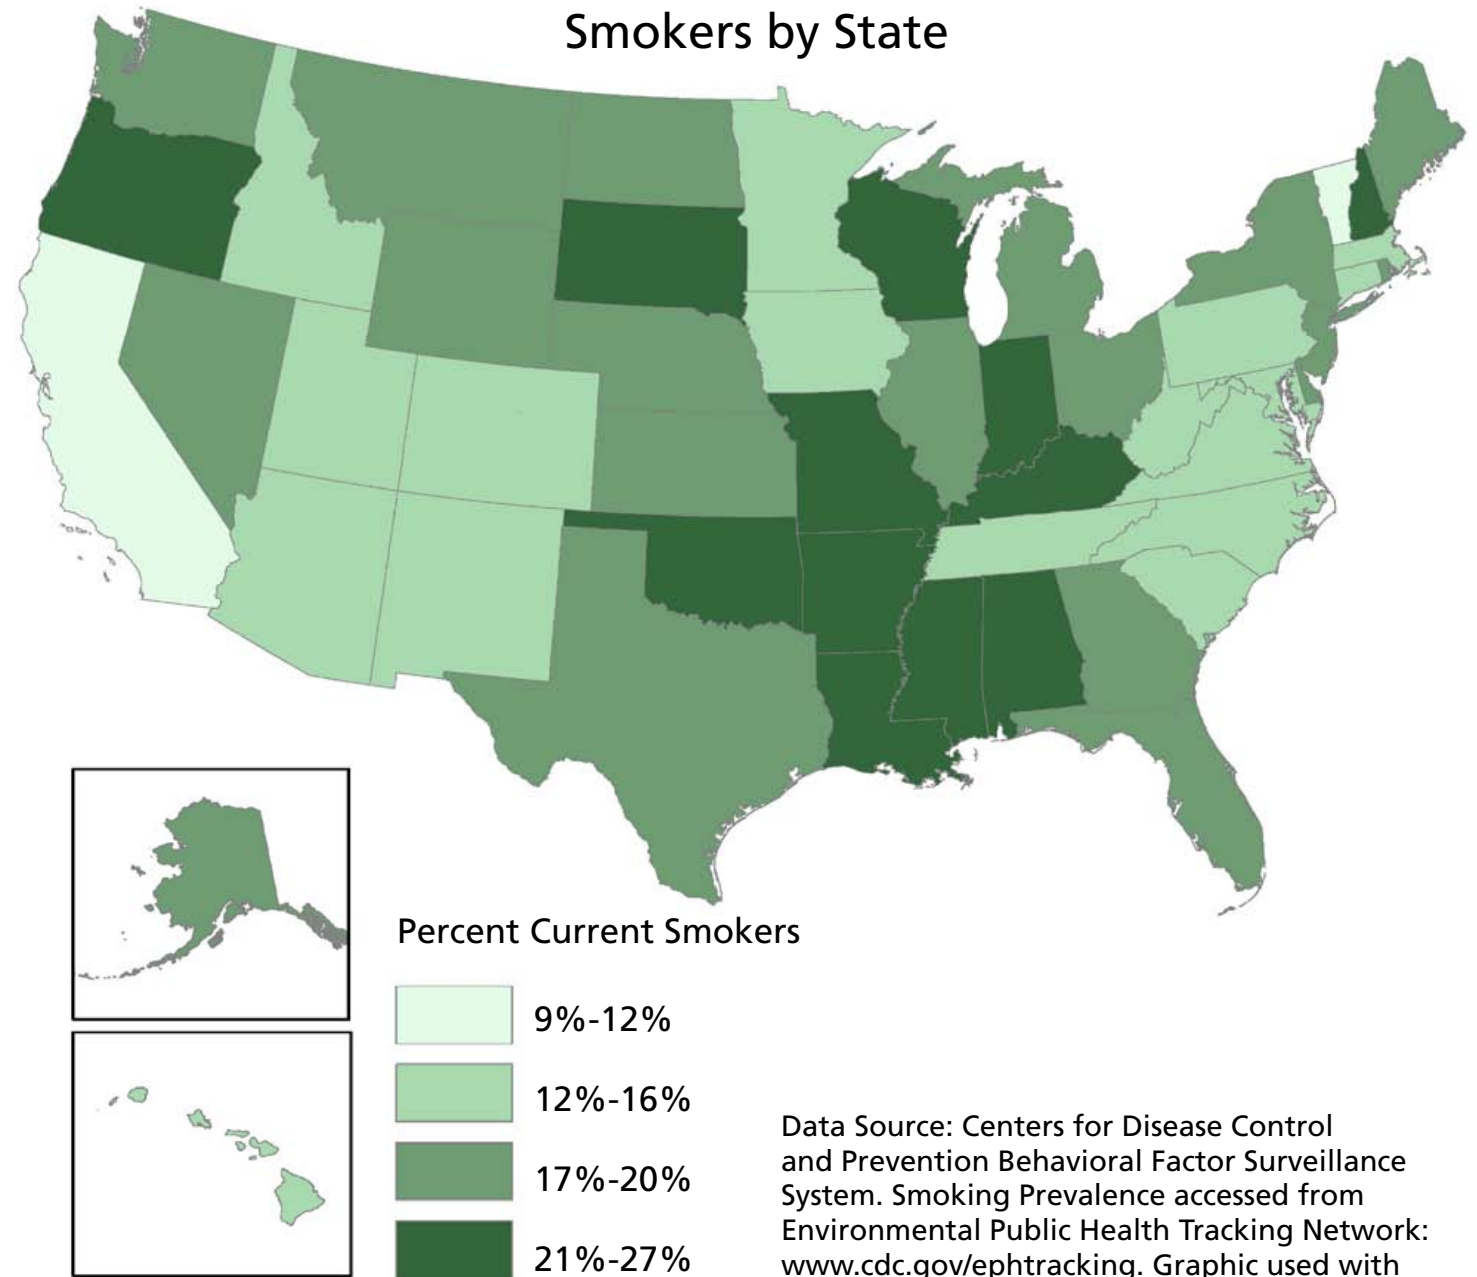 Smokers by State
Percent Current Smokers
9%-12%
12%-16%
17%-20%
21%-27%
Data Source: Centers for Disease Control
and Prevention Behavioral Factor Surveillance
System. Smoking Prevalence accessed from
Environmental Public Health Tracking Network:
www.cdc.gov/ephtracking. Graphic used with